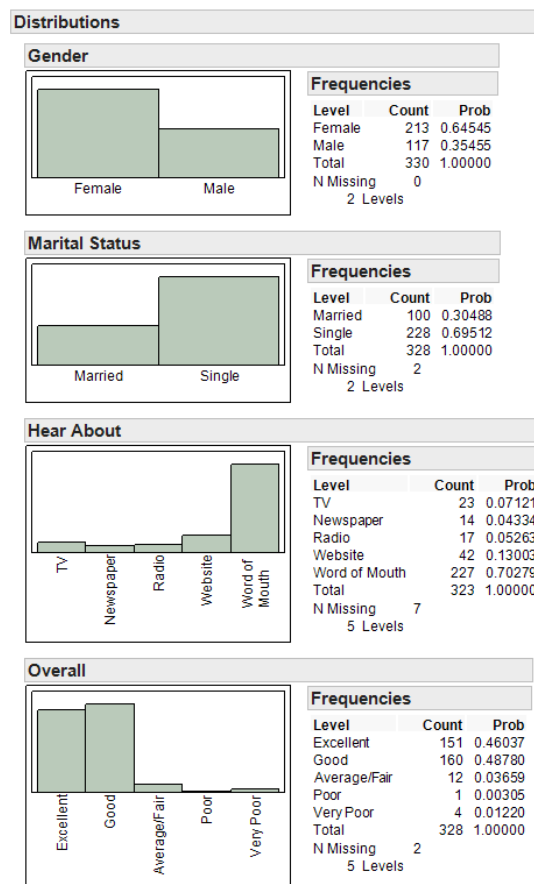 Distributions
Gender
Female Male
Frequencies
Level Count Prob
Female 213 0.64545
Male 117 0.35455
Total 330 1.00000
N Missing 0
2 Levels
Marital Status
Married Single
Frequencies
Level Count Prob
Married 100 0.30488
Single 228 0.69512
Total 328 1.00000
N Missing 2
2 Levels
Hear About
TV
Newspaper
Radio
Website
Word of
Mouth
Frequencies
Level Count Prob
TV 23 0.07121
Newspaper 14 0.04334
Radio 17 0.05263
Website 42 0.13003
Word of Mouth 227 0.70279
Total 323 1.00000
N Missing 7
5 Levels
Overall
Excellent
Good
Average/Fair
Poor
Very Poor
Frequencies
Level Count Prob
Excellent 151 0.46037
Good 160 0.48780
Average/Fair 12 0.03659
Poor 1 0.00305
Very Poor 4 0.01220
Total 328 1.00000
N Missing 2
5 Levels